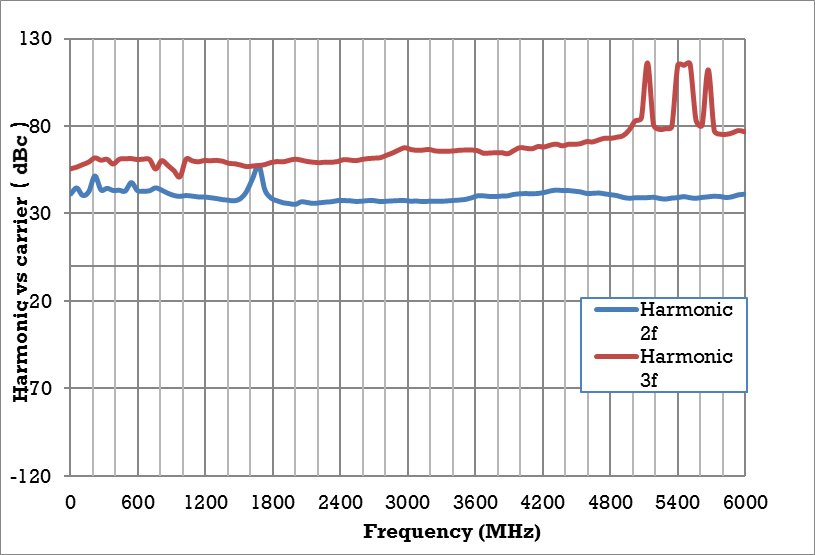 130
80
30
20
70
-120
Harmonic vs carrier ( dBc )
Harmonic
2f
Harmonic
3f
0 600 1200 1800 2400 3000 3600 4200 4800 5400 6000
Frequency (MHz)